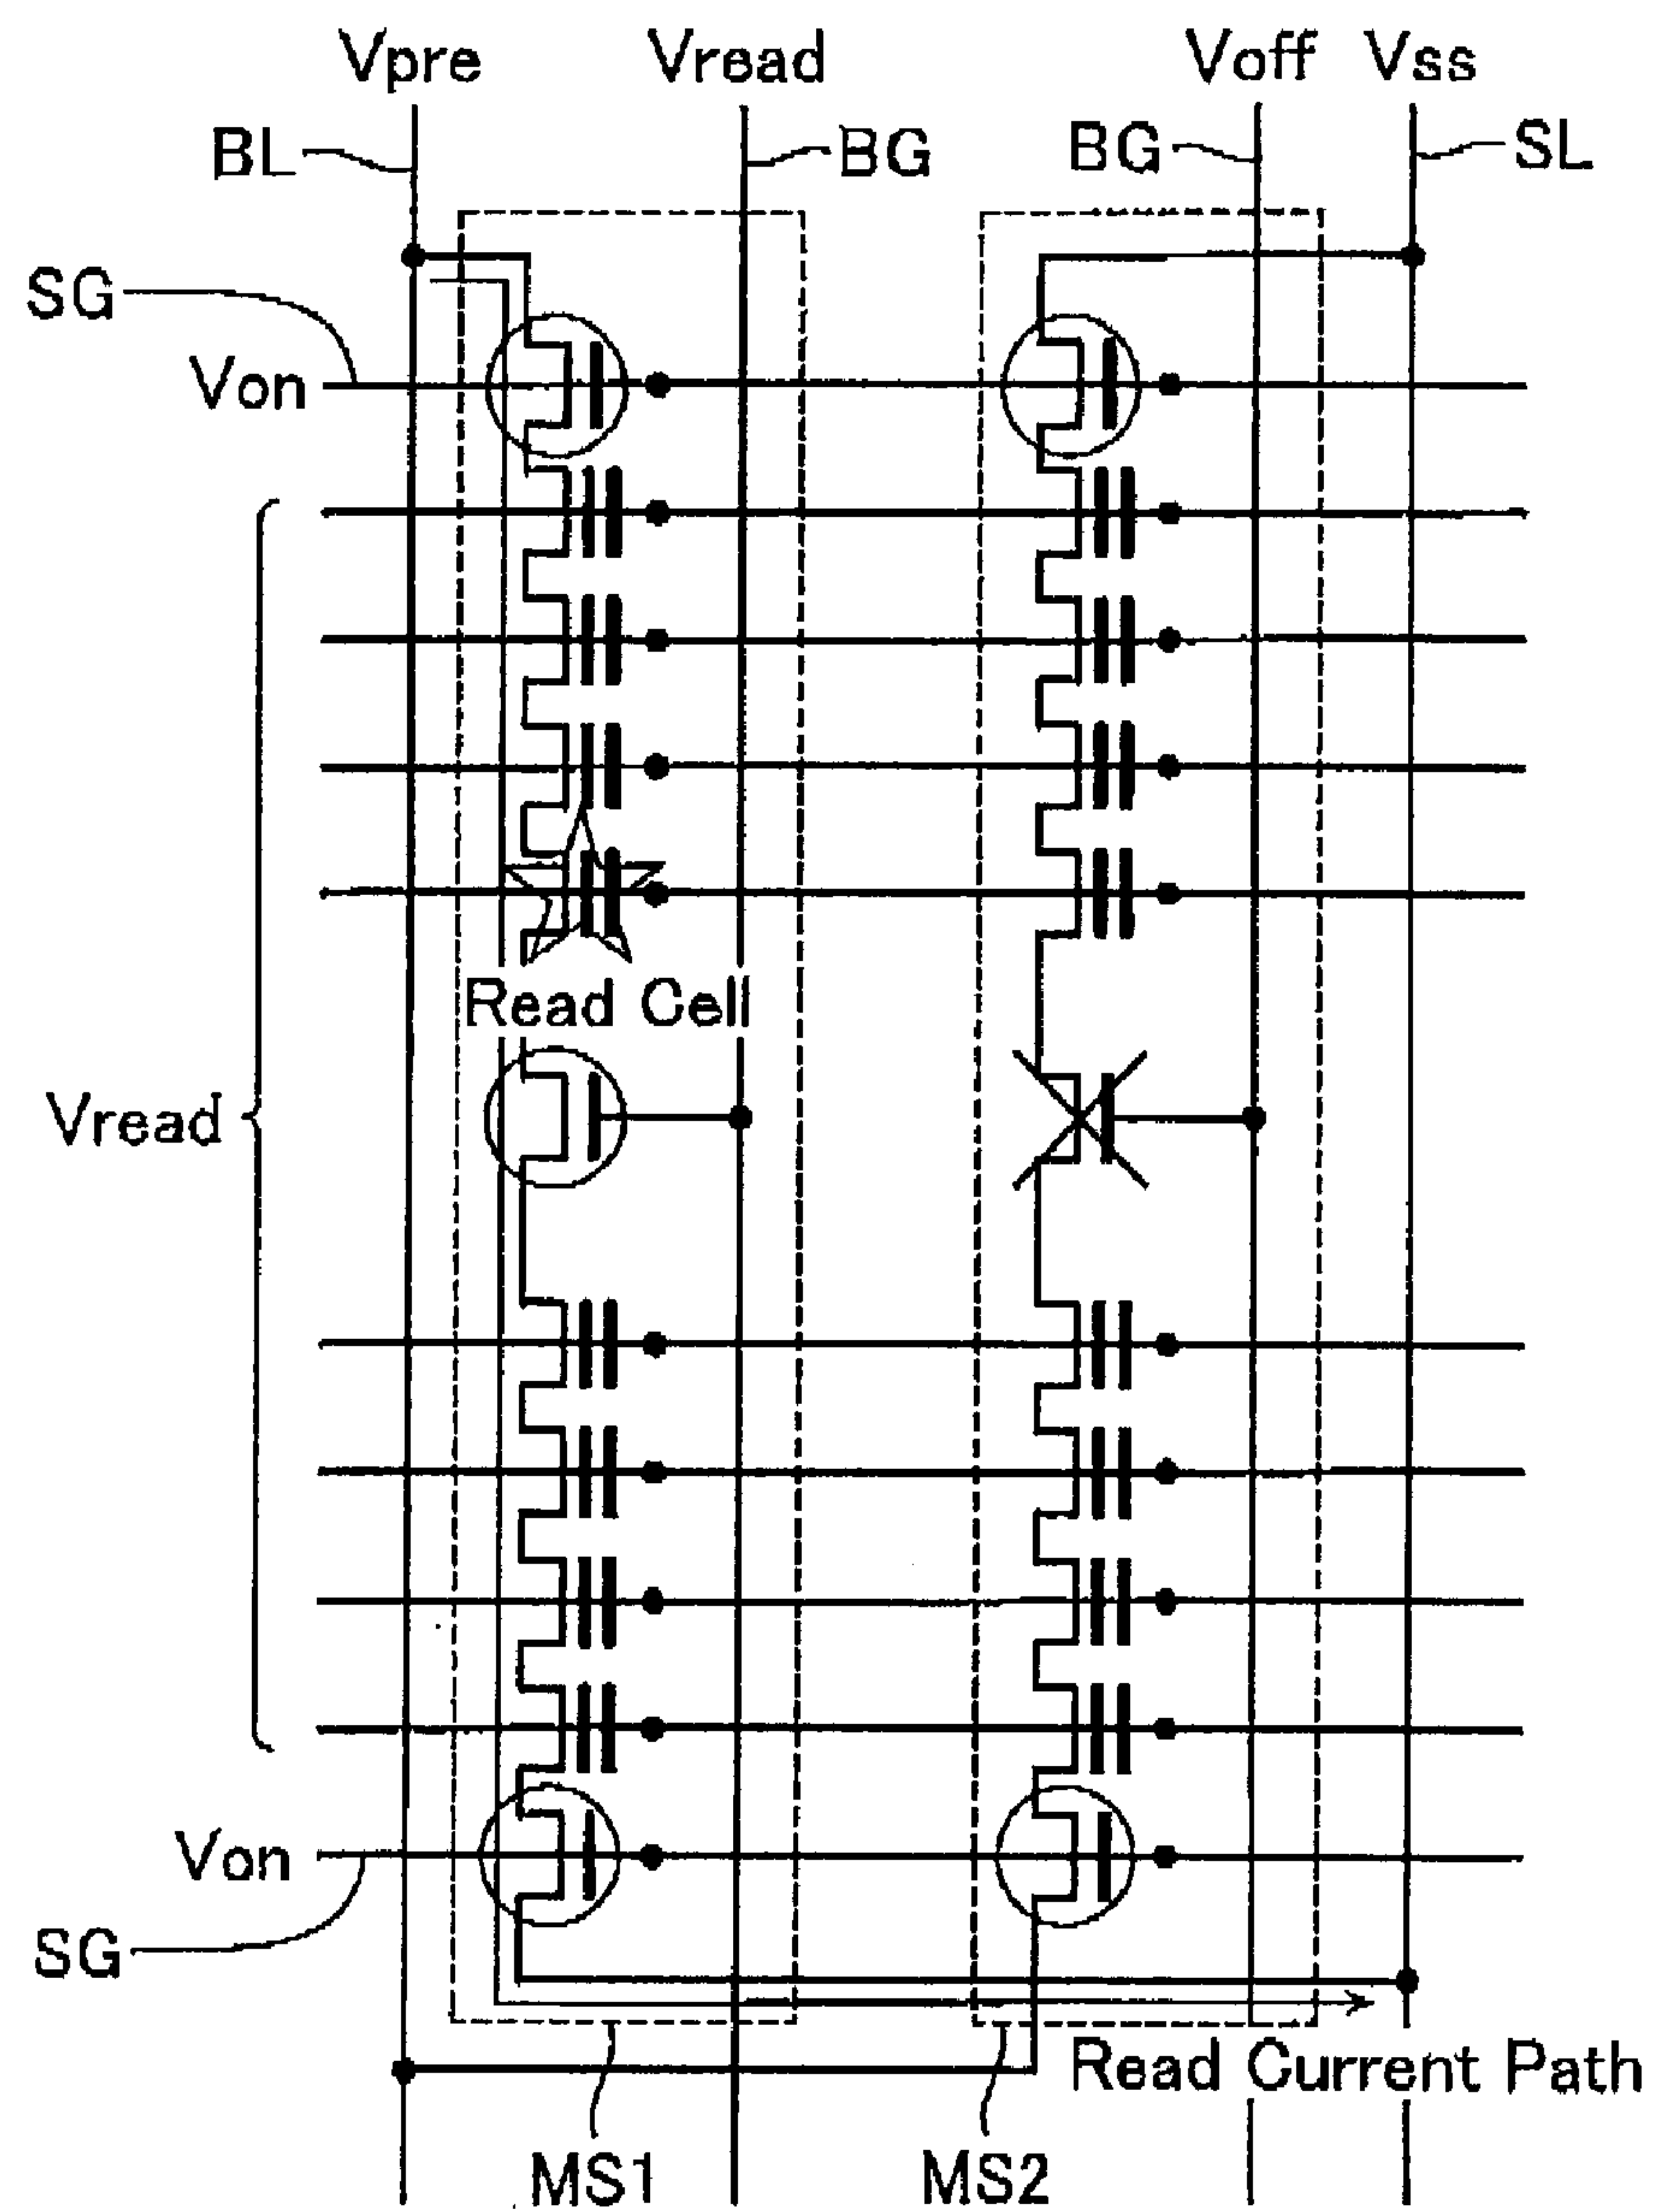 Vpre Vread Voff Vss
BL BG BG SL
SG
Von
Read Cell
Vread
Von
SG
Read Current Path
MS1 MS2